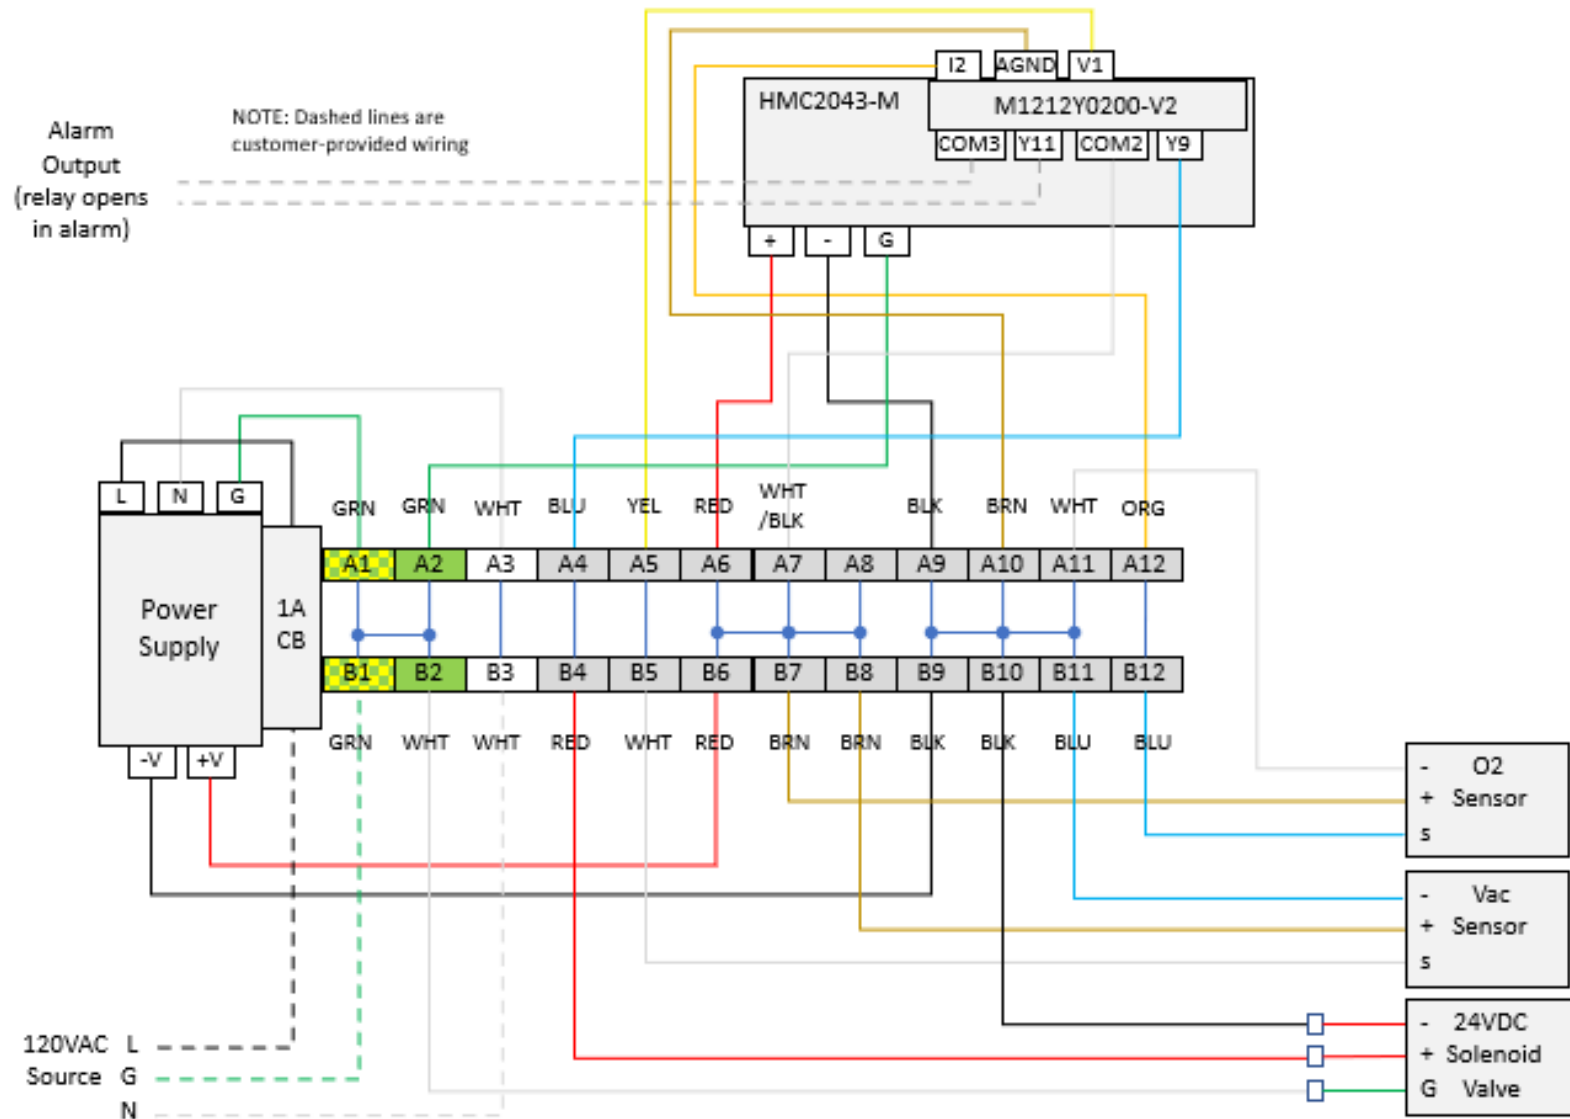 I2 AGND V1
HMC2043-M
M1212Y0200-V2
COM3 Y11 COM2 Y9
NOTE: Dashed lines are
customer-provided wiring
Alarm
Output
(relay opens
in alarm)
+ - G
L N G
GRN GRN WHT BLU YEL RED WHT
/BLK BLK BRN WHT ORG
A1 A2 A3 A4 A5 A6 A7 A8 A9 A10 A11 A12
Power
Supply
1A
CB
B1 B2 B3 B4 B5 B6 B7 B8 B9 B10 B11 B12
GRN WHT WHT RED WHT RED BRN BRN BLK BLK BLU BLU
-V +V
- O2
+ Sensor
s
- Vac
+ Sensor
s
- 24VDC
+ Solenoid
G Valve
120VAC L
Source G
N